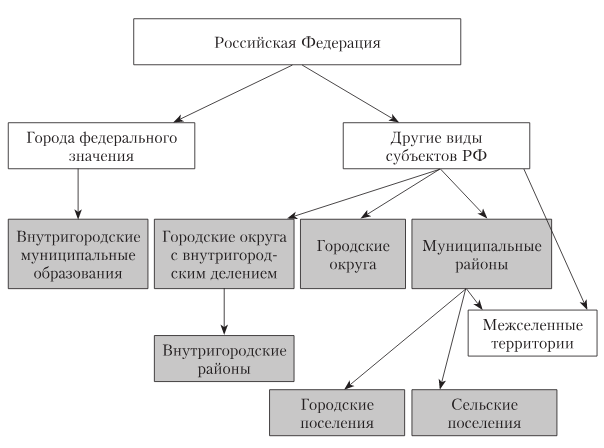 Российская Федерация
Города федерального
значения
Другие виды
субъектов РФ
Внутригородские
муниципальные
образования
Городские округа
с внутригород-
ским делением
Городские
округа
Муниципальные
районы
Межселенные
территории
Внутригородские
районы
Городские
поселения
Сельские
поселения